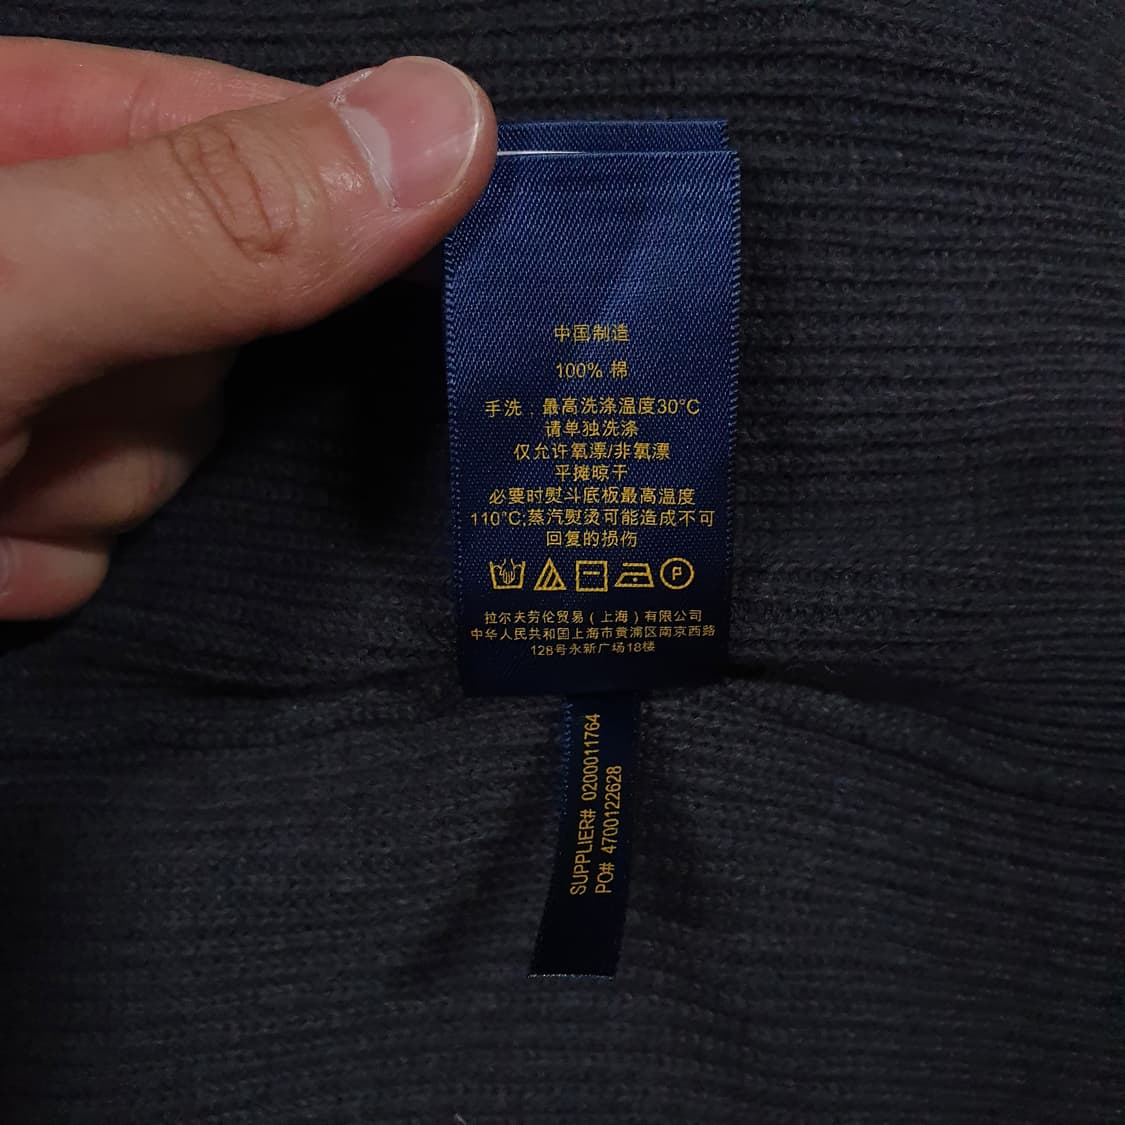 中国制造
100% 棉
手洗：最高洗涤温度30°C
请单独洗涤
仅允许氧漂/非氯漂
平摊晾干
必要时熨斗底板最高温度
110°C;蒸汽熨烫可能造成不可
回复的损伤
P
拉尔夫劳伦贸易（上海）有限公司
中华人民共和国上海市黄浦区南京西路
128号永新广场18楼
SUPPLIER# 0200011764
PO# 4700122628